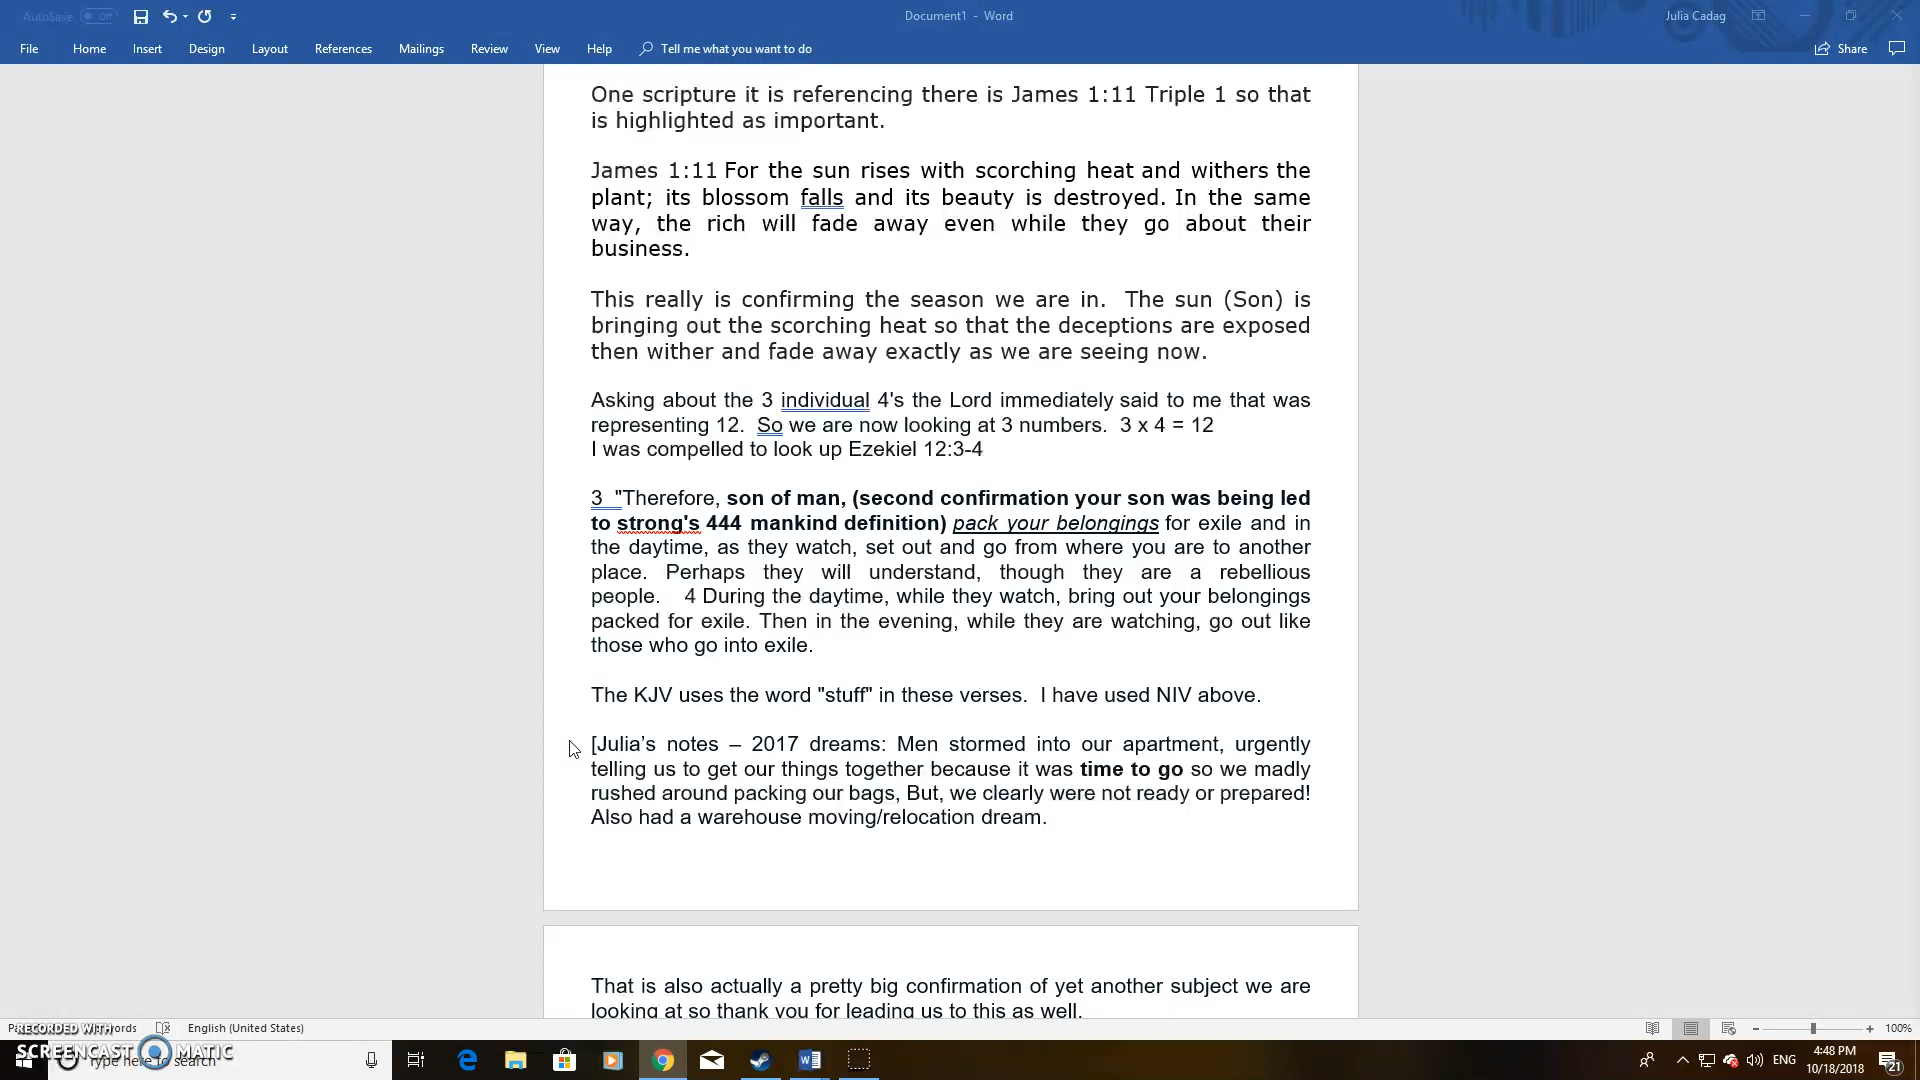 AutoSave Off
Document1 - Word
Julia Cadag
File Home Insert Design Layout References Mailings Review View Help Tell me what you want to do Share
One scripture it is referencing there is James 1:11 Triple 1 so that
is highlighted as important.
James 1:11 For the sun rises with scorching heat and withers the
plant; its blossom falls and its beauty is destroyed. In the same
way, the rich will fade away even while they go about their
business.
This really is confirming the season we are in. The sun (Son) is
bringing out the scorching heat so that the deceptions are exposed
then wither and fade away exactly as we are seeing now.
Asking about the 3 individual 4's the Lord immediately said to me that was
representing 12. So we are now looking at 3 numbers. 3 x 4 = 12
I was compelled to look up Ezekiel 12:3-4
3 "Therefore, son of man, (second confirmation your son was being led
to strong's 444 mankind definition) pack your belongings for exile and in
the daytime, as they watch, set out and go from where you are to another
place. Perhaps they will understand, though they are a rebellious
people. 4 During the daytime, while they watch, bring out your belongings
packed for exile. Then in the evening, while they are watching, go out like
those who go into exile.
The KJV uses the word "stuff" in these verses. I have used NIV above.
[Julia's notes – 2017 dreams: Men stormed into our apartment, urgently
telling us to get our things together because it was time to go so we madly
rushed around packing our bags, But, we clearly were not ready or prepared!
Also had a warehouse moving/relocation dream.
That is also actually a pretty big confirmation of yet another subject we are
looking at so thank you for leading us to this as well.
words English (United States) 100%
RECORDED WITH
SCREENCAST MATIC
Type here to search
ENG
4:48 PM
10/18/2018
21